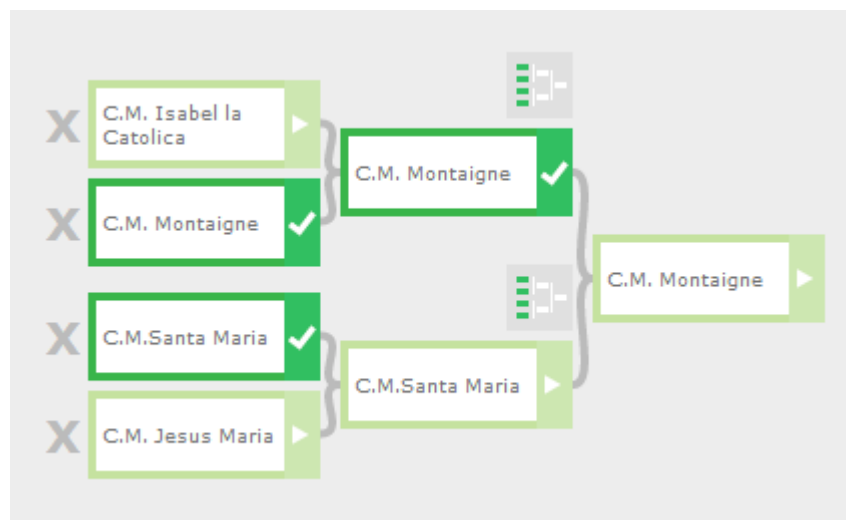 X
C.M. Isabel la
Catolica
X
C.M. Montaigne
C.M. Montaigne
C.M. Montaigne
X
C.M.Santa Maria
C.M.Santa Maria
X
C.M. Jesus Maria